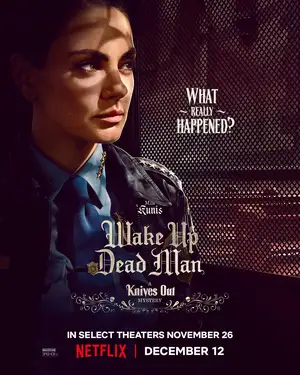 WHAT
REALLY
HAPPENED?
Mila
Kunis
Wake Up
Dead Man
A
Knives Out
MYSTERY
IN SELECT THEATERS NOVEMBER 26
NETFLIX | DECEMBER 12